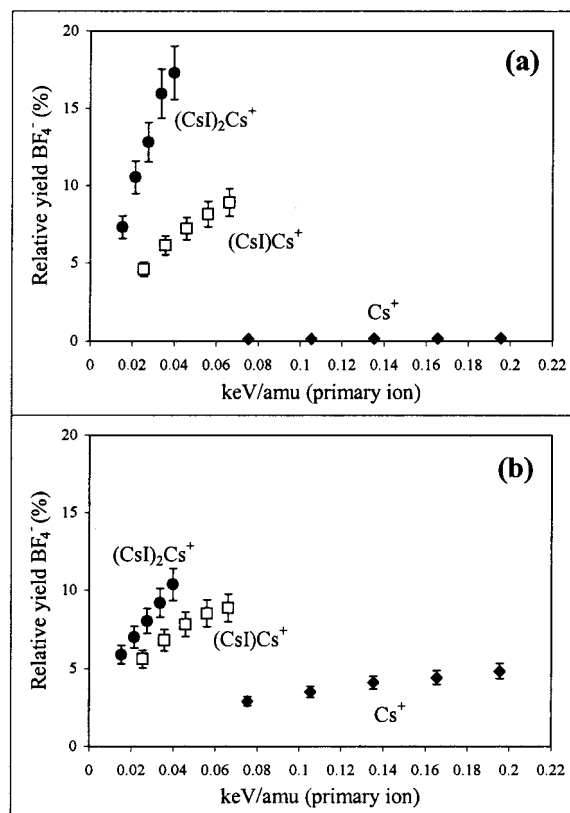 (a)
20
15
10
5
0
Relative yield BF₄⁻ (%)
(CsI)₂Cs⁺
(CsI)Cs⁺
Cs⁺
0 0.02 0.04 0.06 0.08 0.1 0.12 0.14 0.16 0.18 0.2 0.22
keV/amu (primary ion)
(b)
20
15
10
5
0
Relative yield BF₄⁻ (%)
(CsI)₂Cs⁺
(CsI)Cs⁺
Cs⁺
0 0.02 0.04 0.06 0.08 0.1 0.12 0.14 0.16 0.18 0.2 0.22
keV/amu (primary ion)